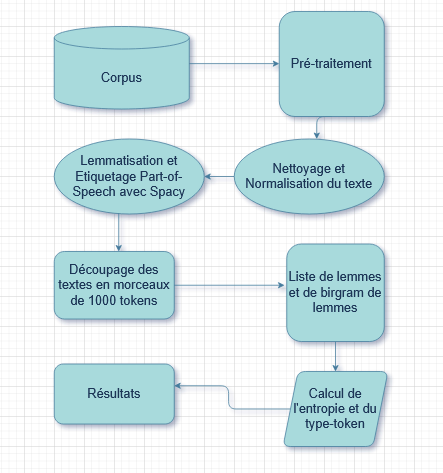 Corpus
Pré-traitement
Nettoyage et
Normalisation du texte
Lemmatisation et
Etiquetage Part-of-
Speech avec Spacy
Découpage des
textes en morceaux
de 1000 tokens
Liste de lemmes
et de birgram de
lemmes
Calcul de
l'entropie et du
type-token
Résultats